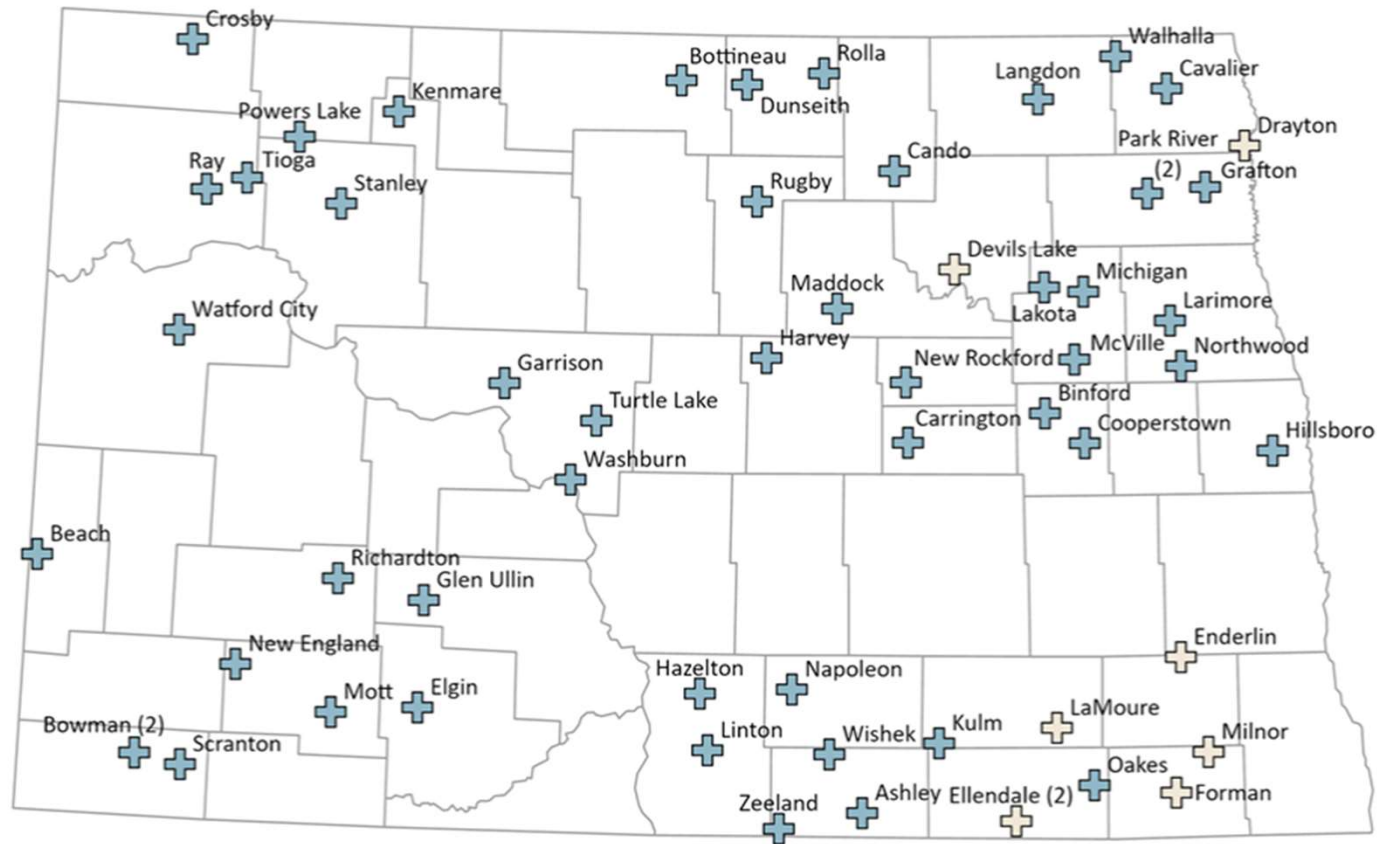 Crosby
Walhalla
Bottineau
Rolla
Langdon
Cavalier
Kenmare
Dunseith
Powers Lake
Drayton
Park River
(2)
Cando
Ray
Tioga
Grafton
Stanley
Rugby
Devils Lake
Michigan
Maddock
Larimore
Watford City
Lakota
Harvey
McVille
Northwood
Garrison
New Rockford
Turtle Lake
Binford
Carrington
Cooperstown
Hillsboro
Washburn
Beach
Richardton
Glen Ullin
New England
Enderlin
Hazelton
Napoleon
Mott
Elgin
LaMoure
Bowman (2)
Scranton
Linton
Wishek
Kulm
Milnor
Oakes
Zeeland
Ashley
Ellendale (2)
Forman